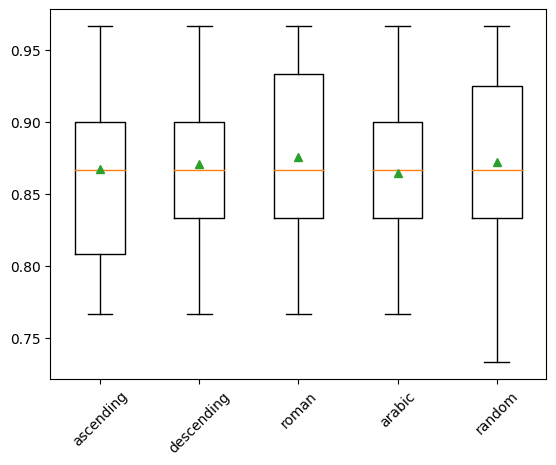 0.95
0.90
0.85
0.80
0.75
ascending
descending
roman
arabic
random